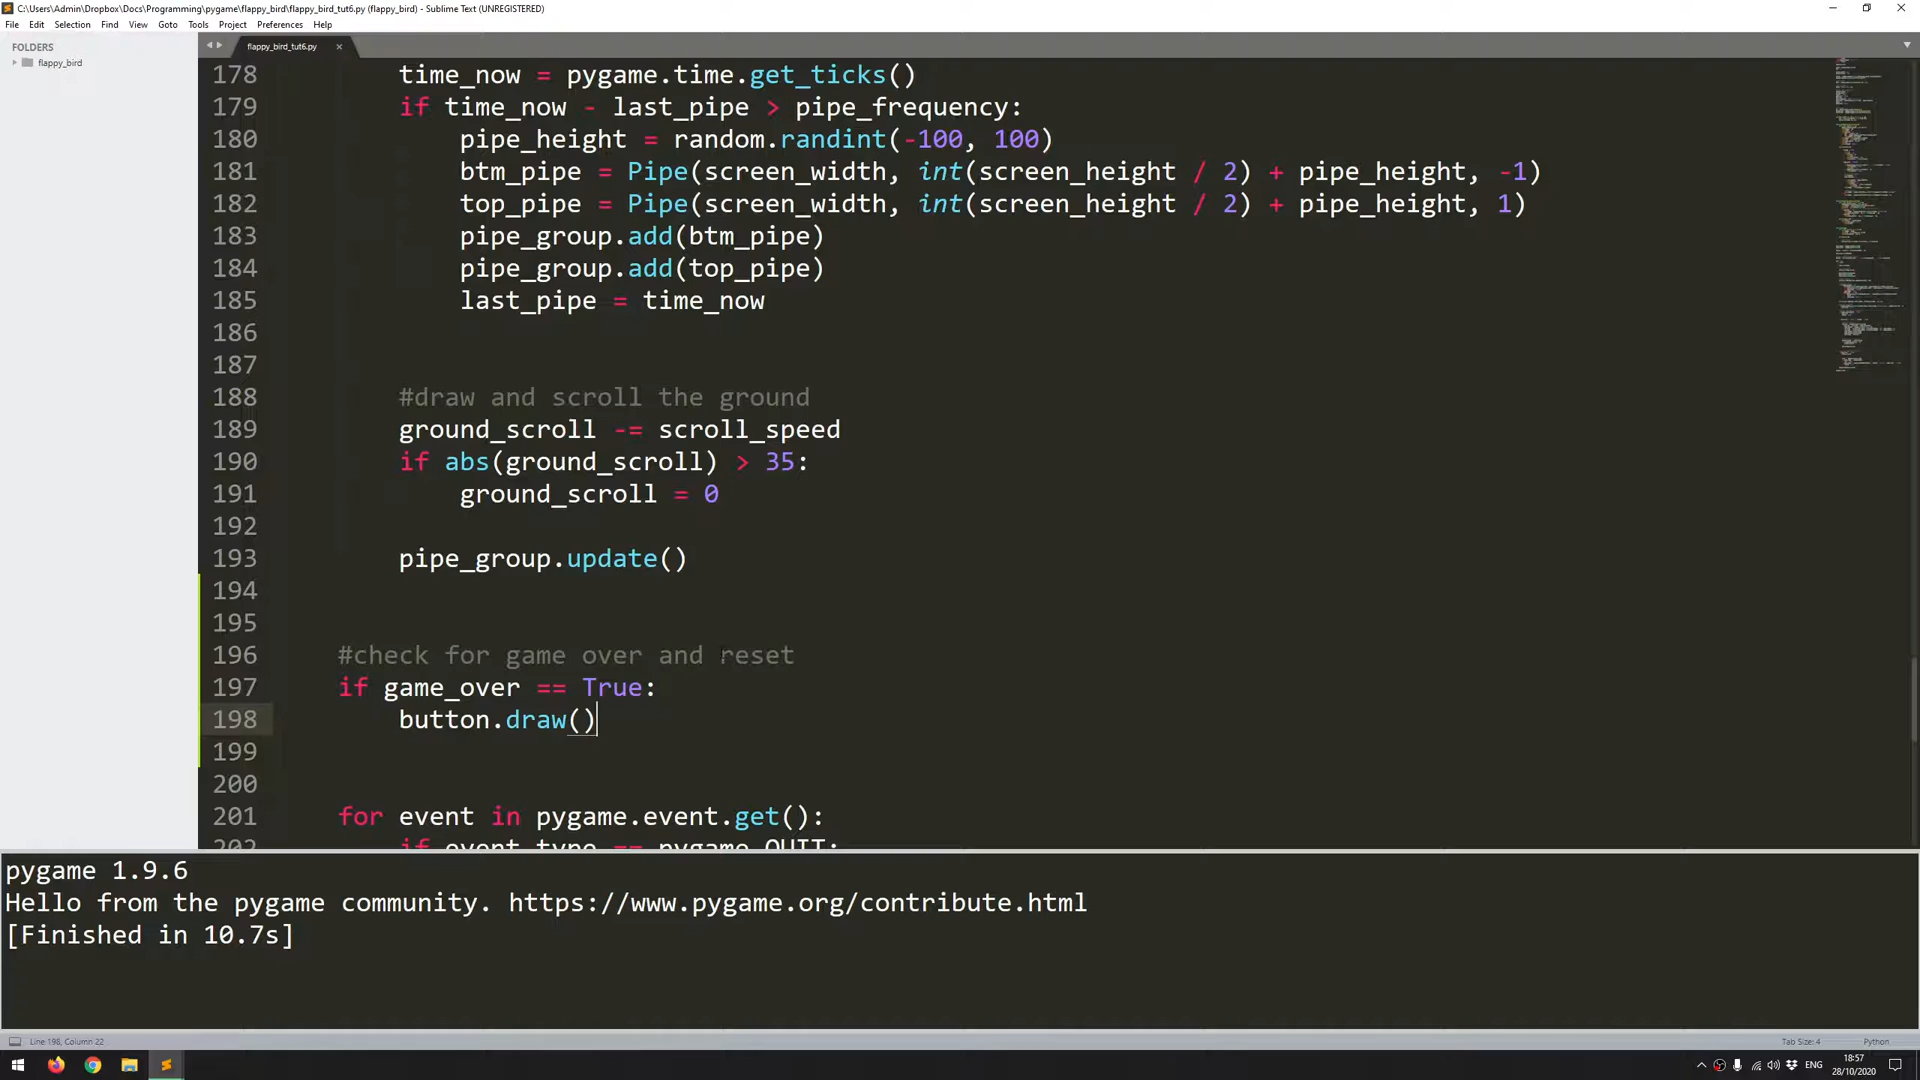 C:\Users\Admin\Dropbox\Docs\Programming\pygame\flappy_bird\flappy_bird_tut6.py (flappy_bird) - Sublime Text (UNREGISTERED)
File Edit Selection Find View Goto Tools Project Preferences Help
FOLDERS
flappy_bird
flappy_bird_tut6.py
178 time_now = pygame.time.get_ticks()
179 if time_now - last_pipe > pipe_frequency:
180 pipe_height = random.randint(-100, 100)
181 btm_pipe = Pipe(screen_width, int(screen_height / 2) + pipe_height, -1)
182 top_pipe = Pipe(screen_width, int(screen_height / 2) + pipe_height, 1)
183 pipe_group.add(btm_pipe)
184 pipe_group.add(top_pipe)
185 last_pipe = time_now
186
187
188 #draw and scroll the ground
189 ground_scroll -= scroll_speed
190 if abs(ground_scroll) > 35:
191 ground_scroll = 0
192
193 pipe_group.update()
194
195
196 #check for game over and reset
197 if game_over == True:
198 button.draw()
199
200
201 for event in pygame.event.get():
202 if event.type == pygame.QUIT:
pygame 1.9.6
Hello from the pygame community. https://www.pygame.org/contribute.html
[Finished in 10.7s]
Line 198, Column 22
Tab Size: 4
Python
ENG
18:57
28/10/2020